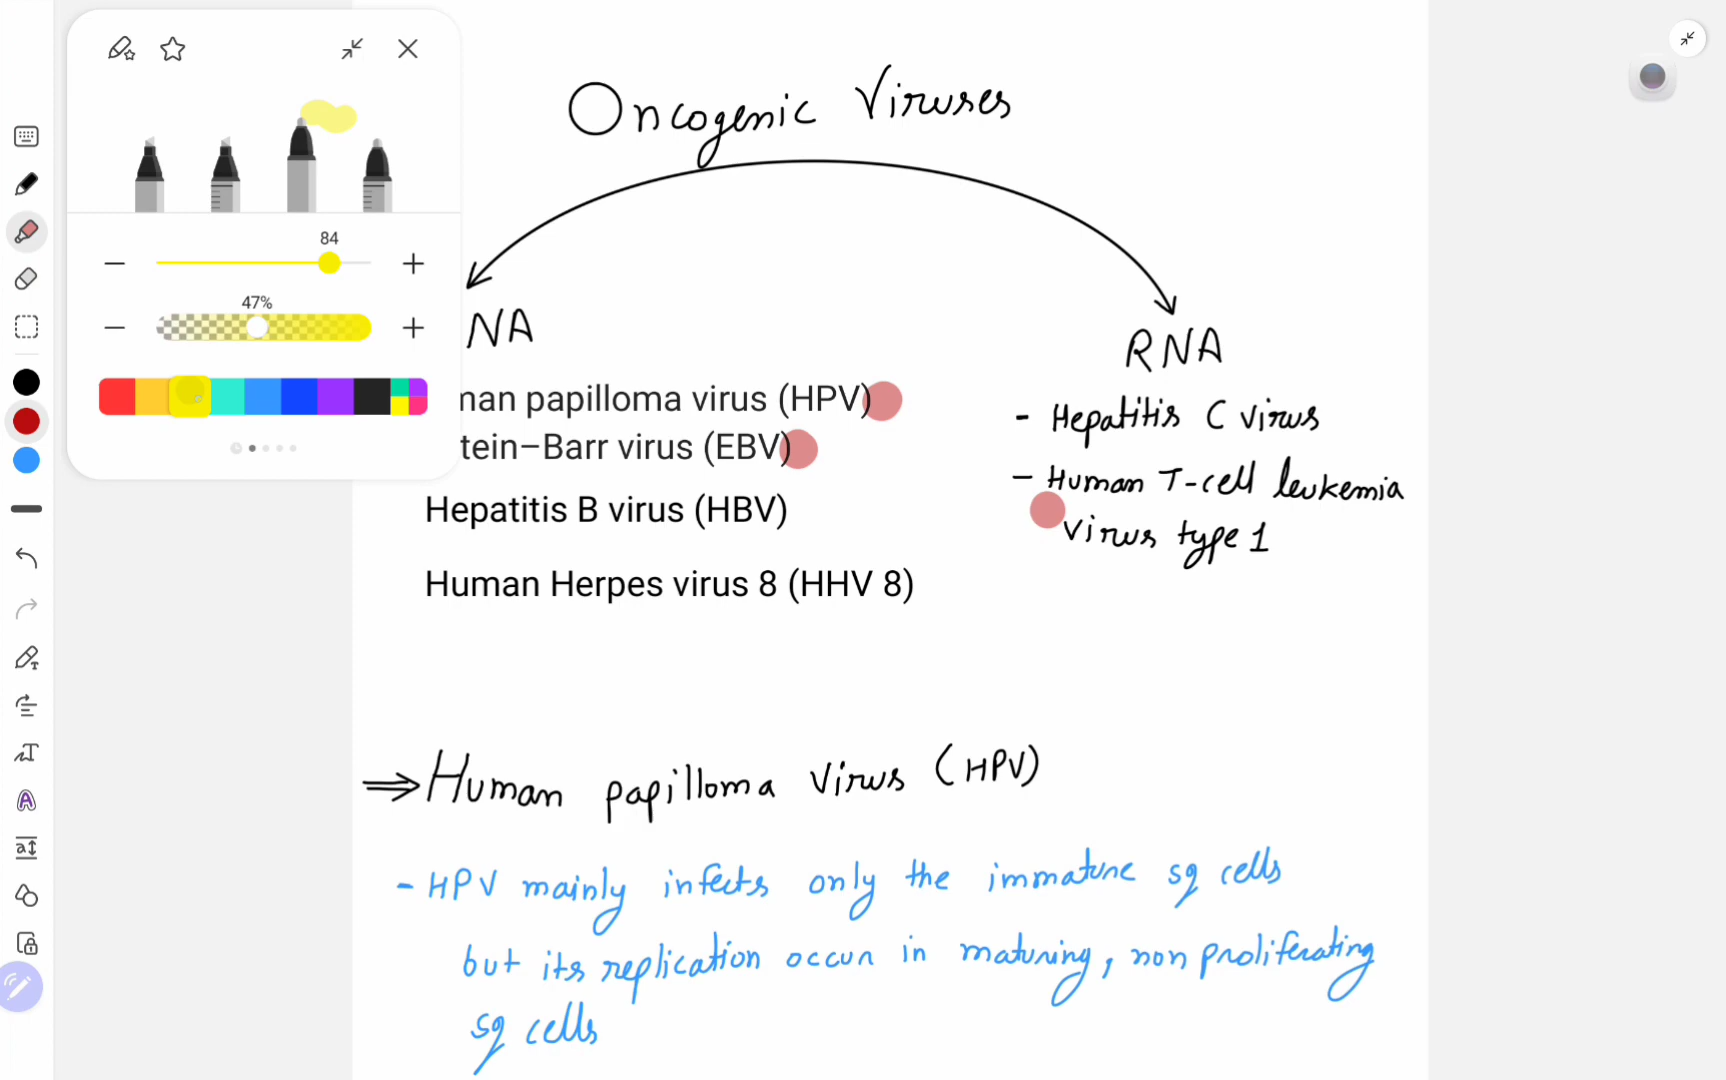 84
47%
Oncogenic Viruses
NA
RNA
man papilloma virus (HPV)
tein–Barr virus (EBV)
Hepatitis B virus (HBV)
Human Herpes virus 8 (HHV 8)
- Hepatitis C virus
- Human T-cell leukemia
virus type 1
⇒ Human papilloma virus (HPV)
- HPV mainly infects only the immature sq cells
but its replication occur in maturing, non proliferating
sq cells